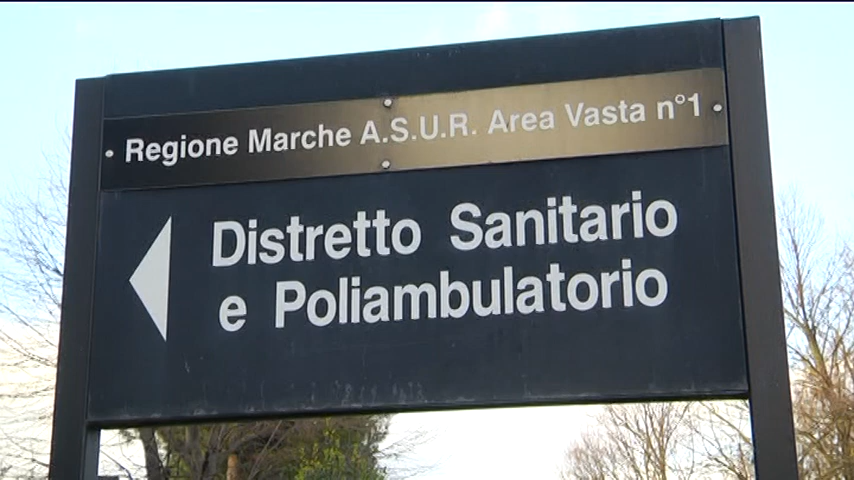 Regione Marche A.S.U.R. Area Vasta n°1
Distretto Sanitario
e Poliambulatorio